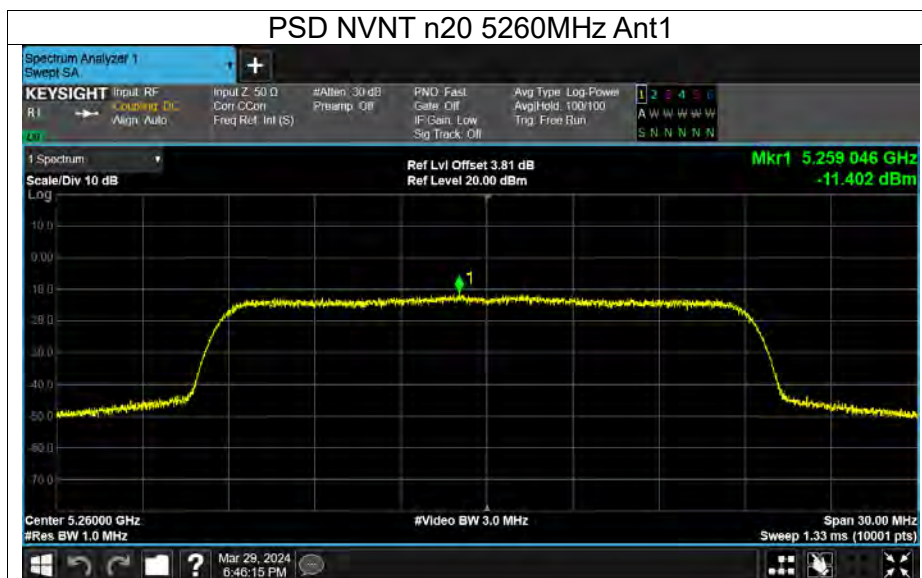 PSD NVNT n20 5260MHz Ant1
Spectrum Analyzer 1
Swept SA
+
KEYSIGHT Input: RF
R L
Coupling: DC
Align: Auto
Input Z: 50 Ω
Corr CCorr
Freq Ref: Int (S)
#Atten: 30 dB
Preamp: Off
PNO: Fast
Gate: Off
IF Gain: Low
Sig Track: Off
Avg Type: Log-Power
Avg|Hold: 100/100
Trig: Free Run
1 2 3 4 5 6
A W W W W W
S N N N N N
1 Spectrum
Scale/Div 10 dB
Log
Ref Lvl Offset 3.81 dB
Ref Level 20.00 dBm
Mkr1 5.259 046 GHz
-11.402 dBm
10.0
0.00
-10.0
-20.0
-30.0
-40.0
-50.0
-60.0
-70.0
1
Center 5.26000 GHz
#Res BW 1.0 MHz
#Video BW 3.0 MHz
Span 30.00 MHz
Sweep 1.33 ms (10001 pts)
?
Mar 29, 2024
6:46:15 PM